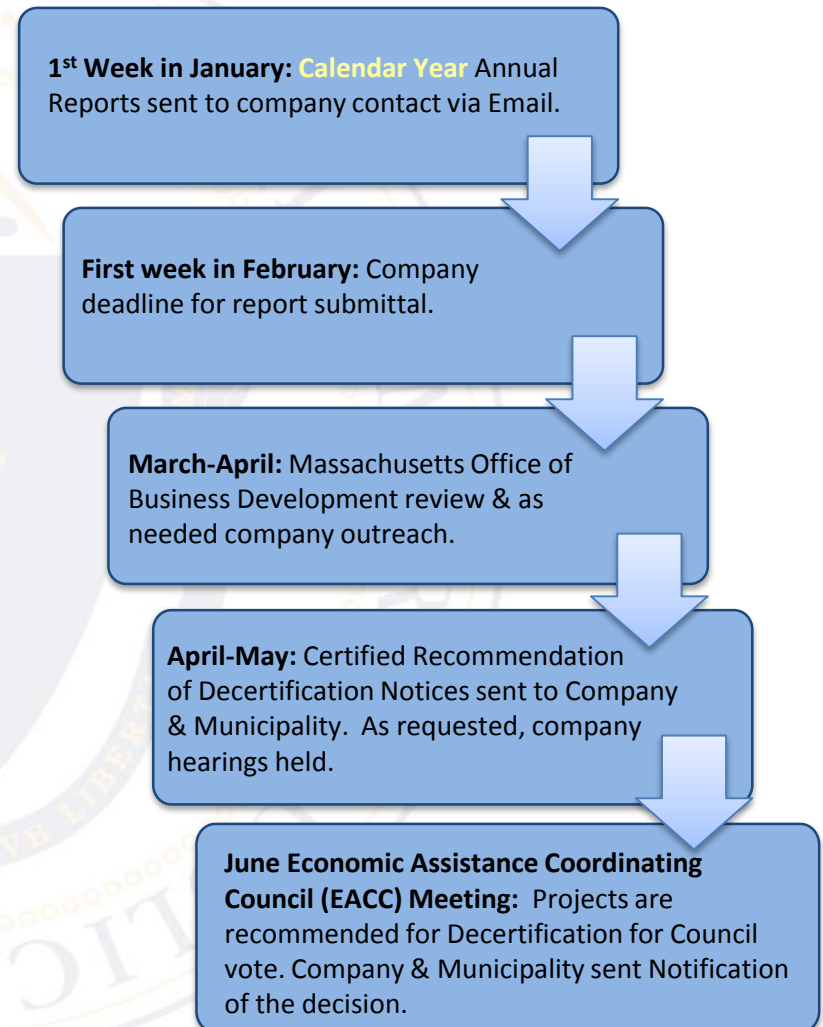 1st Week in January: Calendar Year Annual
Reports sent to company contact via Email.
First week in February: Company
deadline for report submittal.
March-April: Massachusetts Office of
Business Development review & as
needed company outreach.
April-May: Certified Recommendation
of Decertification Notices sent to Company
& Municipality.  As requested, company
hearings held.
June Economic Assistance Coordinating
Council (EACC) Meeting:  Projects are
recommended for Decertification for Council
vote. Company & Municipality sent Notification
of the decision.